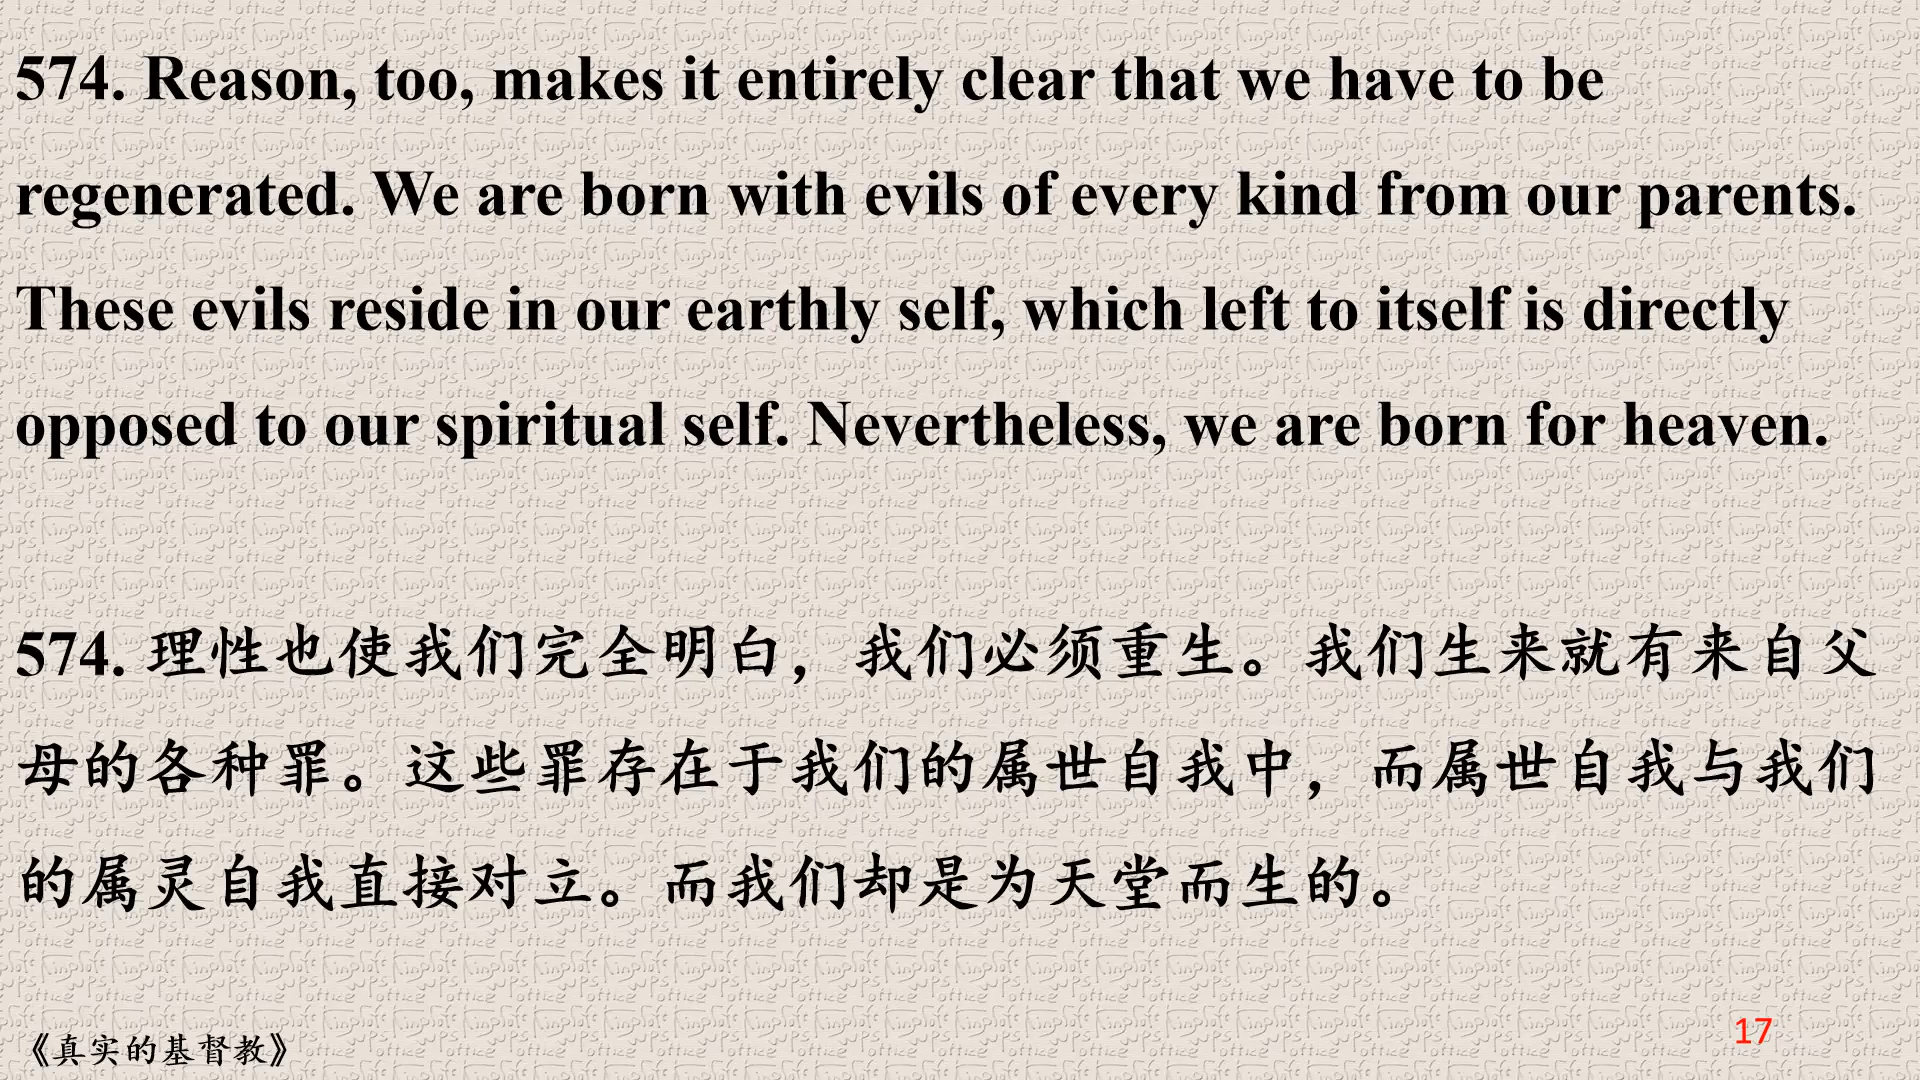 574. Reason, too, makes it entirely clear that we have to be
regenerated. We are born with evils of every kind from our parents.
These evils reside in our earthly self, which left to itself is directly
opposed to our spiritual self. Nevertheless, we are born for heaven.
574. 理性也使我们完全明白，我们必须重生。我们生来就有来自父
母的各种罪。这些罪存在于我们的属世自我中，而属世自我与我们
的属灵自我直接对立。而我们却是为天堂而生的。
《真实的基督教》
17